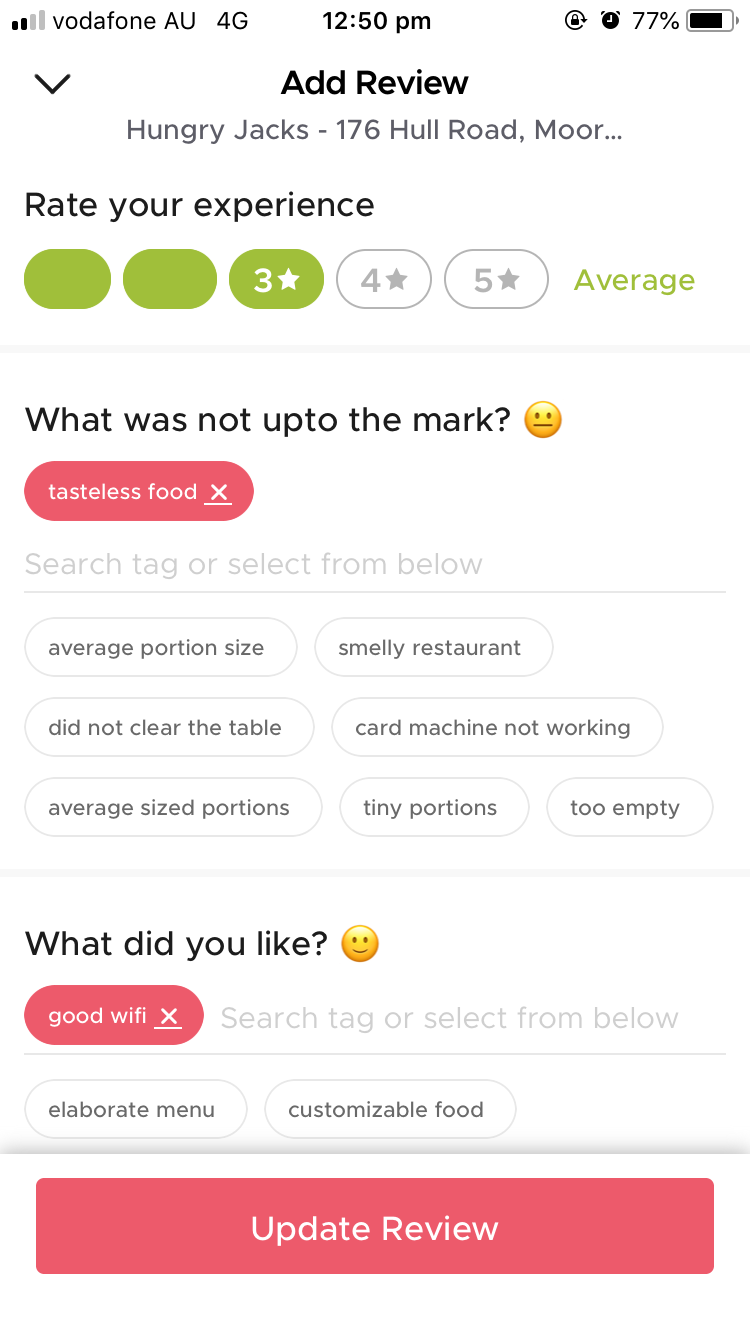 vodafone AU 4G 12:50 pm 77%
Add Review
Hungry Jacks - 176 Hull Road, Moor...
Rate your experience
3★ 4★ 5★ Average
What was not upto the mark? 😐
tasteless food ×
Search tag or select from below
average portion size smelly restaurant
did not clear the table card machine not working
average sized portions tiny portions too empty
What did you like? 🙂
good wifi × Search tag or select from below
elaborate menu customizable food
Update Review